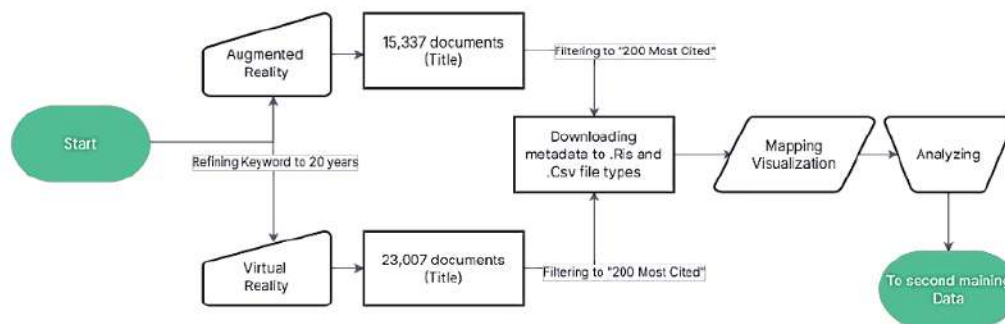 Augmented
Reality
15,337 documents
(Title)
Filtering to "200 Most Cited"
Start
Refining Keyword to 20 years
Downloading
metadata to .Ris and
.Csv file types
Mapping
Visualization
Analyzing
Virtual
Reality
23,007 documents
(Title)
Filtering to "200 Most Cited"
To second maining
Data